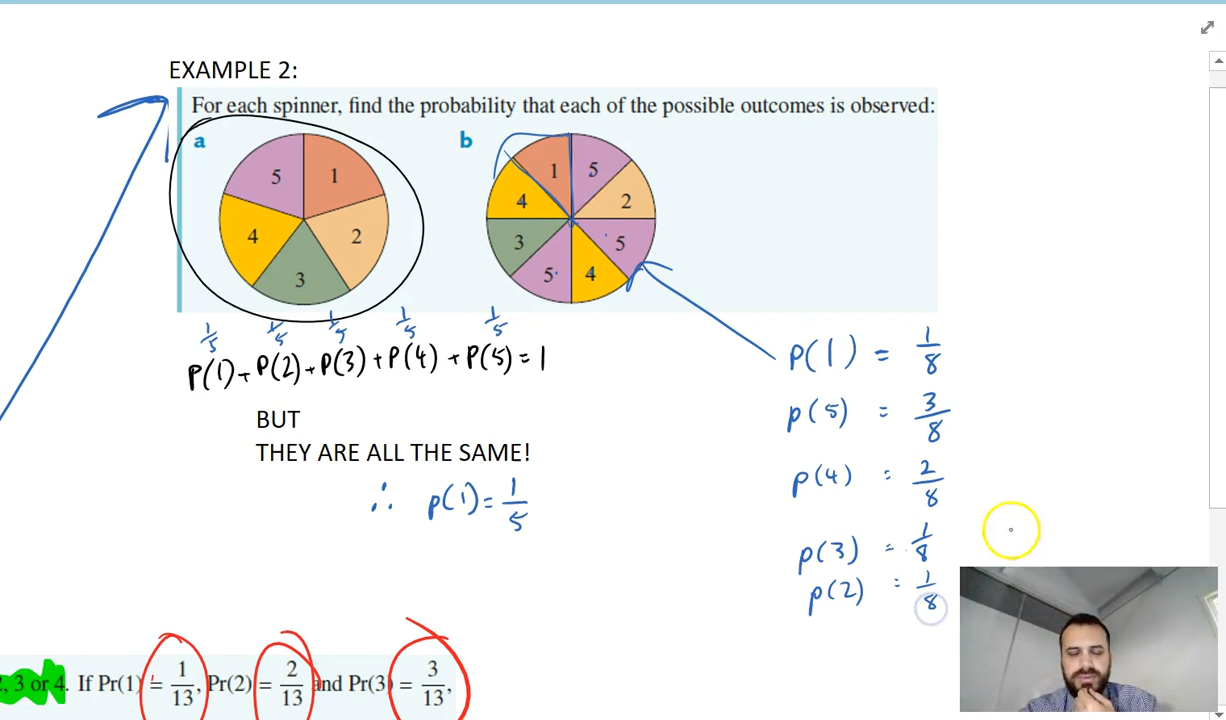 EXAMPLE 2:
For each spinner, find the probability that each of the possible outcomes is observed:
a
5 1
4 2
3
b
1 5
4 2
3 5
5 4
1/5 1/5 1/5 1/5 1/5
P(1) + P(2) + P(3) + P(4) + P(5) = 1
BUT
THEY ARE ALL THE SAME!
∴ p(1) = 1/5
p(1) = 1/8
p(5) = 3/8
p(4) = 2/8
p(3) = 1/8
p(2) = 1/8
2, 3 or 4. If Pr(1) = 1/13, Pr(2) = 2/13 and Pr(3) = 3/13,